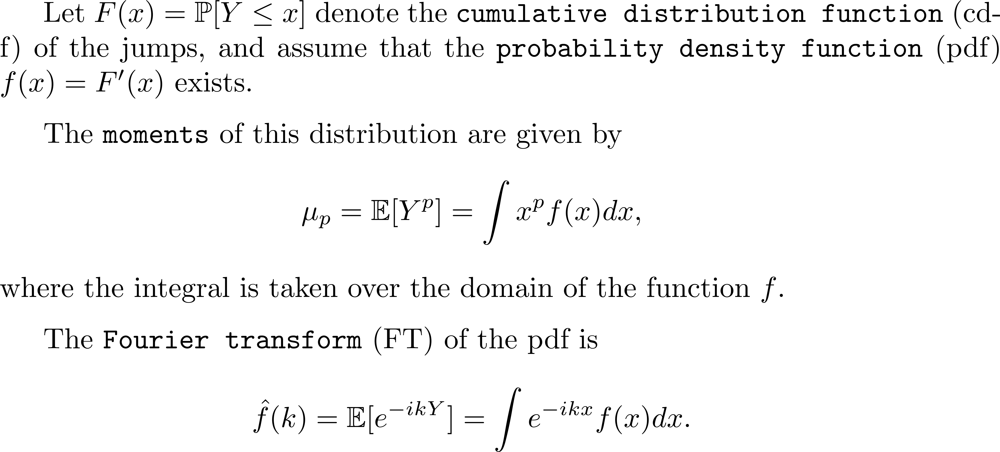 Let $F(x) = \mathbb{P}[Y \leq x]$ denote the cumulative distribution function (cd-
f) of the jumps, and assume that the probability density function (pdf)
$f(x) = F'(x)$ exists.
The moments of this distribution are given by
$\mu_p = \mathbb{E}[Y^p] = \int x^p f(x)dx,$
where the integral is taken over the domain of the function $f$.
The Fourier transform (FT) of the pdf is
$\hat{f}(k) = \mathbb{E}[e^{-ikY}] = \int e^{-ikx} f(x)dx.$